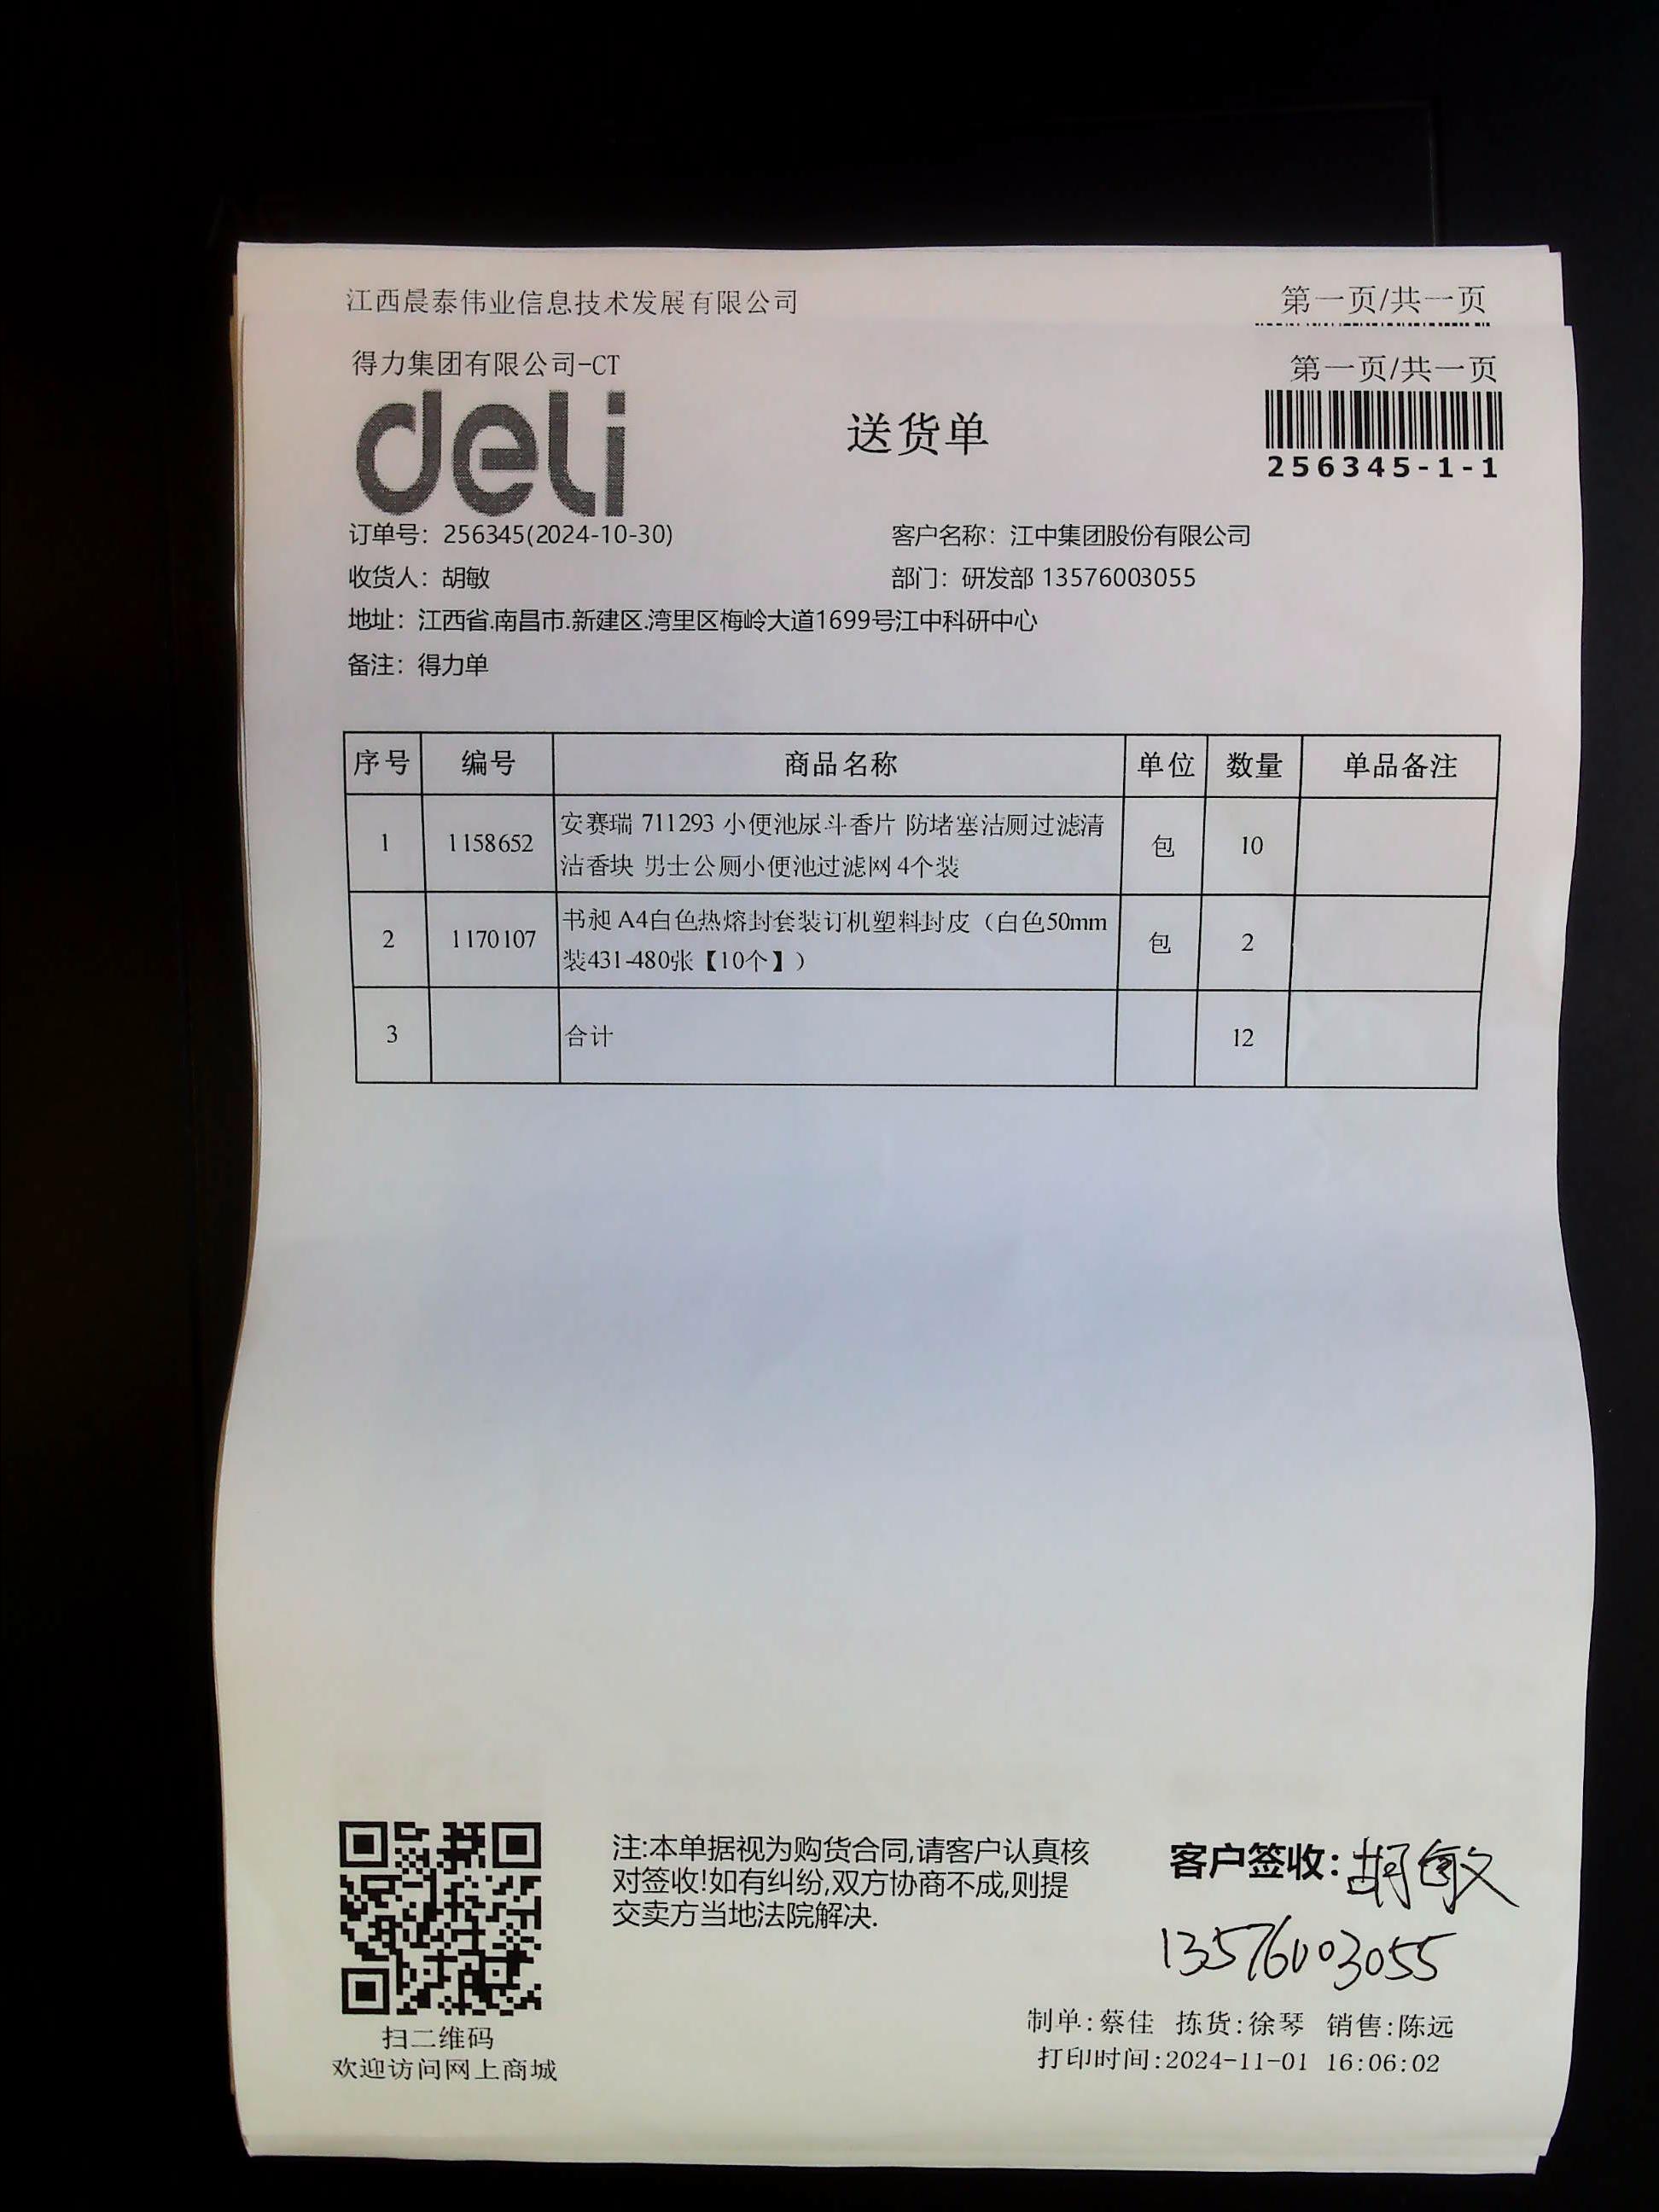 江西晨泰伟业信息技术发展有限公司 第一页/共一页
得力集团有限公司-CT 第一页/共一页
deli
送货单
256345-1-1
订单号：256345(2024-10-30) 客户名称：江中集团股份有限公司
收货人：胡敏 部门：研发部 13576003055
地址：江西省.南昌市.新建区.湾里区梅岭大道1699号江中科研中心
备注：得力单
序号 编号 商品名称 单位 数量 单品备注
1 1158652 安赛瑞 711293 小便池尿斗香片 防堵塞洁厕过滤清
洁香块 男士公厕小便池过滤网 4个装 包 10
2 1170107 书昶 A4白色热熔封套装订机塑料封皮（白色50mm
装431-480张【10个】） 包 2
3 合计 12
注:本单据视为购货合同,请客户认真核
对签收!如有纠纷,双方协商不成,则提
交卖方当地法院解决.
客户签收：胡敏
13576003055
扫二维码
欢迎访问网上商城
制单:蔡佳 拣货:徐琴 销售:陈远
打印时间:2024-11-01 16:06:02